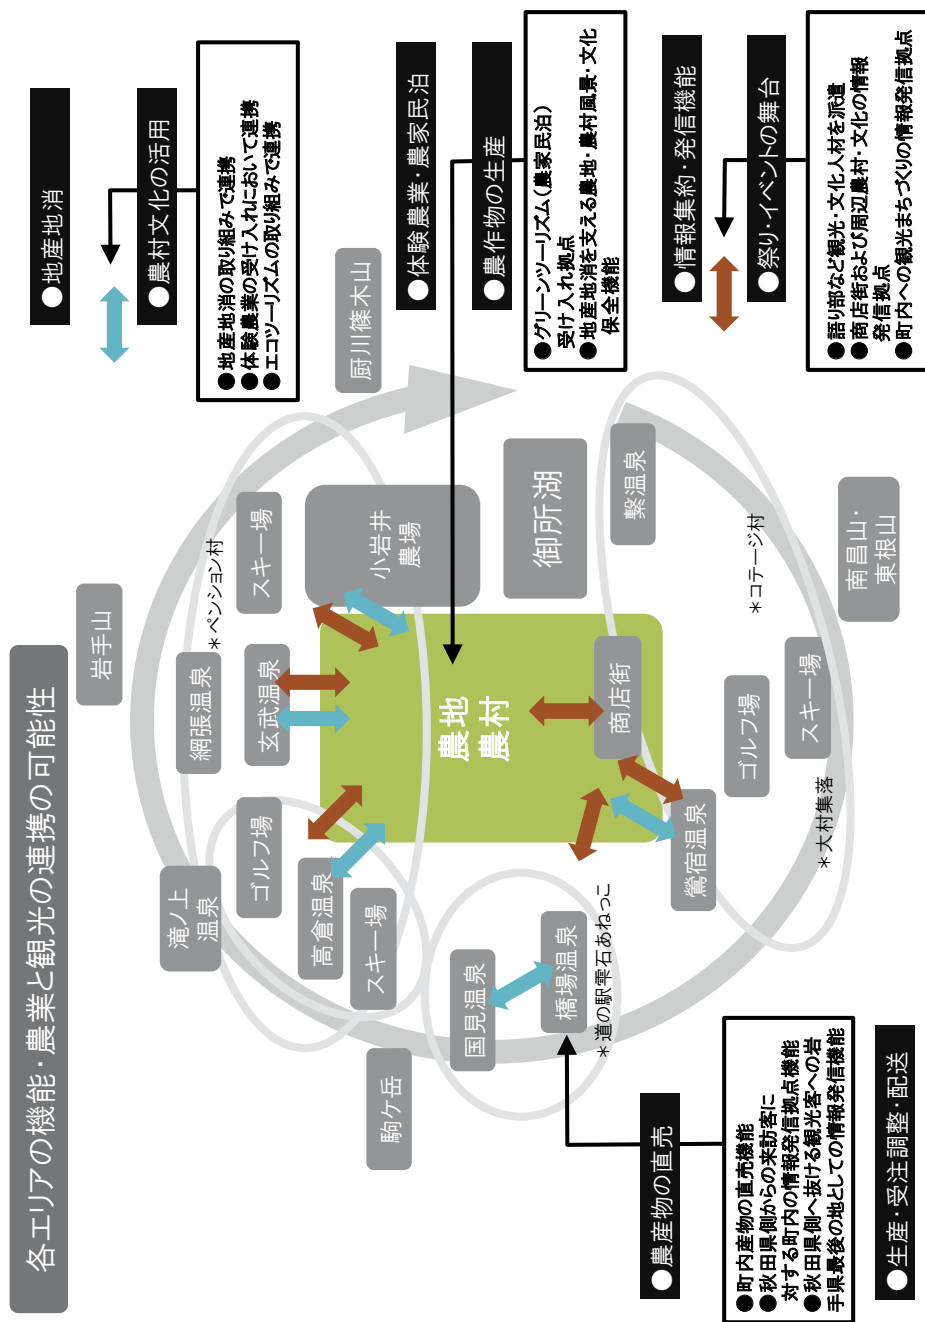 各エリアの機能・農業と観光の連携の可能性
●地産地消
●農村文化の活用
●地産地消の取り組みで連携
●体験農業の受け入れにおいて連携
●エコツーリズムの取り組みで連携
岩手山
厨川篠木山
網張温泉
＊ペンション村
滝ノ上
温泉
ゴルフ場
玄武温泉
スキー場
高倉温泉
スキー場
小岩井
農場
●体験農業・農家民泊
●農作物の生産
●グリーンツーリズム(農家民泊)
受け入れ拠点
●地産地消を支える農地・農村風景・文化
保全機能
駒ケ岳
農地
農村
国見温泉
橋場温泉
＊道の駅雫石あねっこ
御所湖
商店街
繋温泉
鶯宿温泉
ゴルフ場
スキー場
＊コテージ村
＊大村集落
南昌山・
東根山
●情報集約・発信機能
●祭り・イベントの舞台
●語り部など観光・文化人材を派遣
●商店街および周辺農村・文化の情報
発信拠点
●町内への観光まちづくりの情報発信拠点
●農産物の直売
●町内産物の直売機能
●秋田県側からの来訪客に
対する町内の情報発信拠点機能
●秋田県側へ抜ける観光客への岩
手県最後の地としての情報発信機能
●生産・受注調整・配送